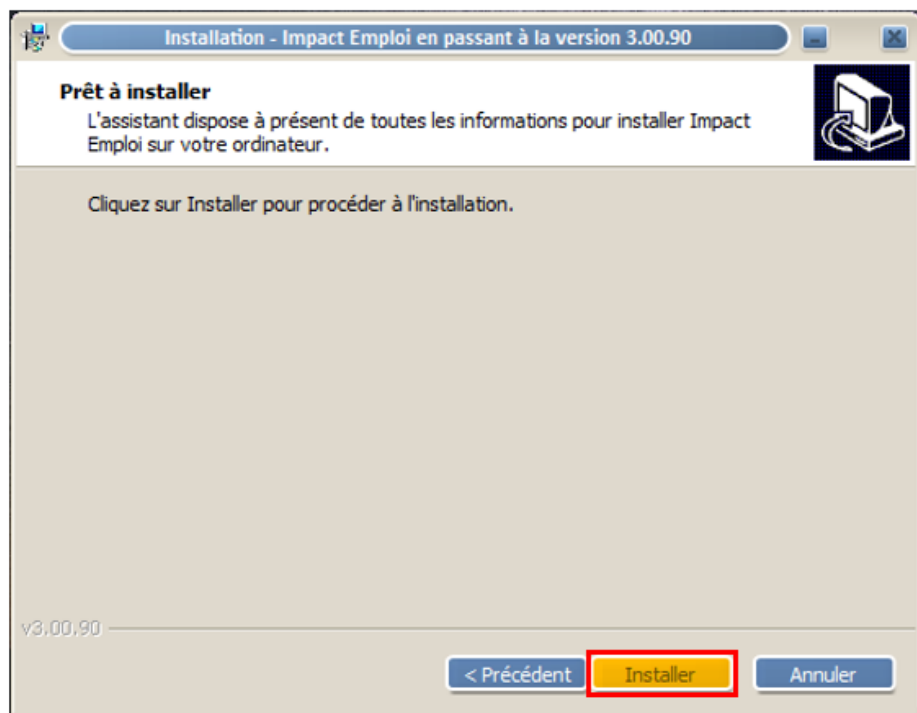 Installation - Impact Emploi en passant à la version 3.00.90
Prêt à installer
L'assistant dispose à présent de toutes les informations pour installer Impact
Emploi sur votre ordinateur.
Cliquez sur Installer pour procéder à l'installation.
v3.00.90
< Précédent
Installer
Annuler